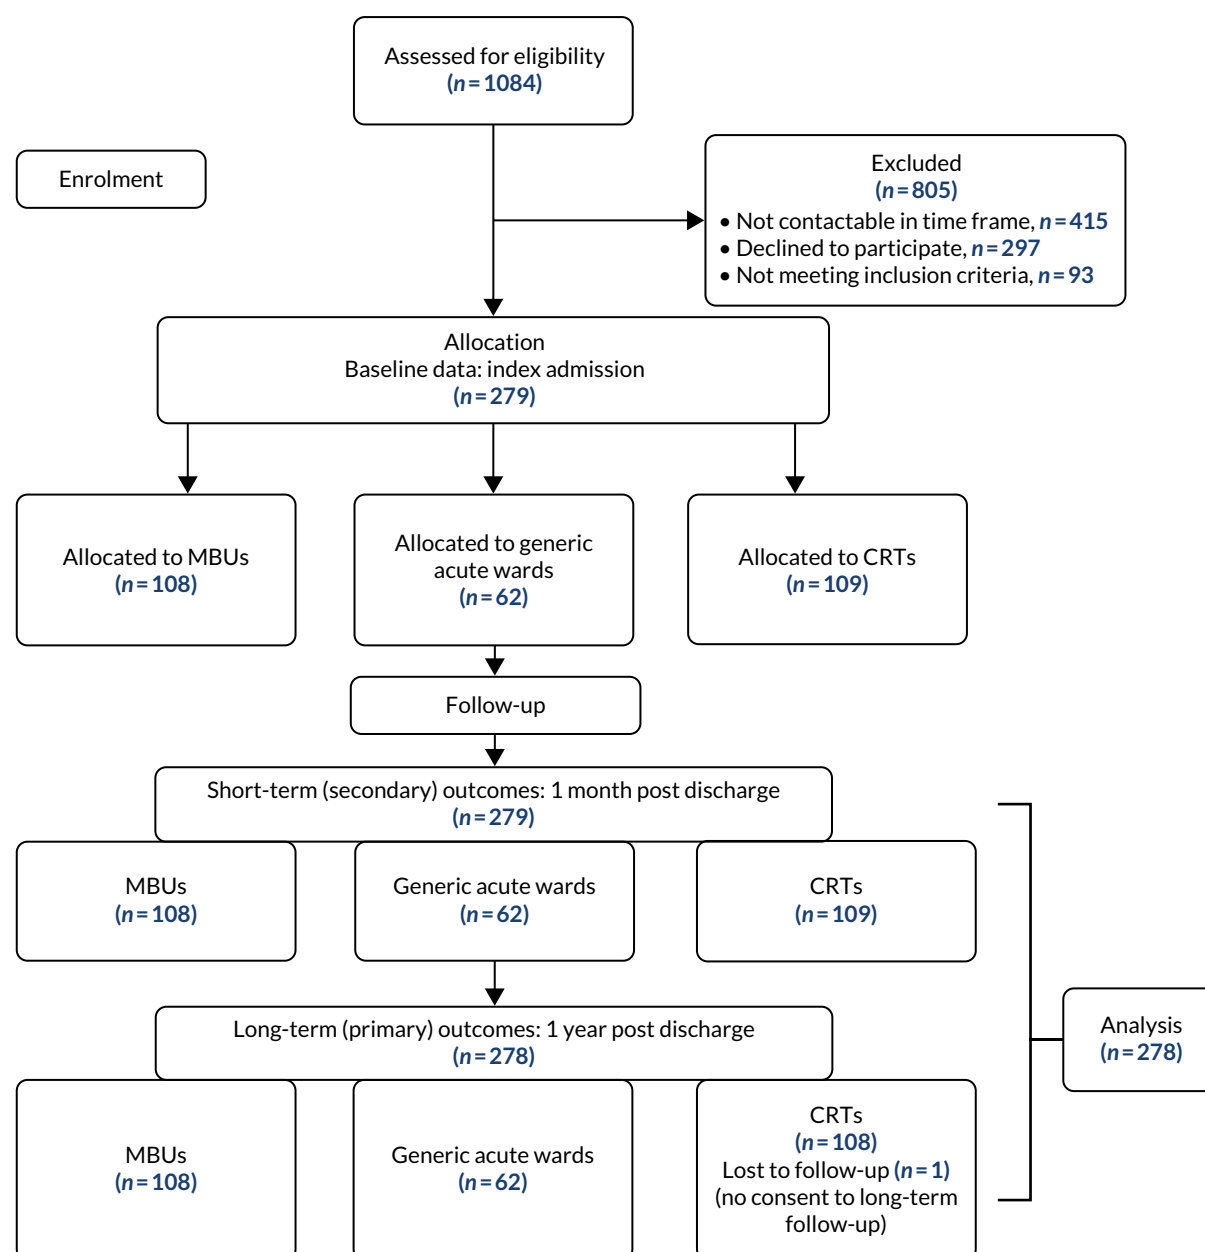 Assessed for eligibility
(n=1084)
Enrolment
Excluded
(n=805)
• Not contactable in time frame, n=415
• Declined to participate, n=297
• Not meeting inclusion criteria, n=93
Allocation
Baseline data: index admission
(n=279)
Allocated to MBUs
(n=108)
Allocated to generic
acute wards
(n=62)
Allocated to CRTs
(n=109)
Follow-up
Short-term (secondary) outcomes: 1 month post discharge
(n=279)
MBUs
(n=108)
Generic acute wards
(n=62)
CRTs
(n=109)
Long-term (primary) outcomes: 1 year post discharge
(n=278)
MBUs
(n=108)
Generic acute wards
(n=62)
CRTs
(n=108)
Lost to follow-up (n=1)
(no consent to long-term
follow-up)
Analysis
(n=278)